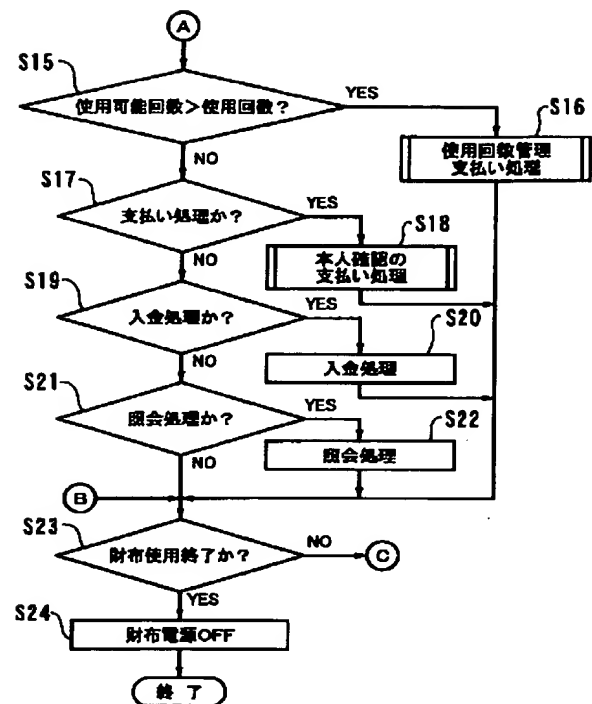 A
S15
使用可能回数＞使用回数？
YES
S16
使用回数管理
支払い処理
NO
S17
支払い処理か？
YES
S18
本人確認の
支払い処理
NO
S19
入金処理か？
YES
S20
入金処理
NO
S21
照会処理か？
YES
S22
照会処理
NO
B
S23
財布使用終了か？
NO
C
YES
S24
財布電源OFF
終了